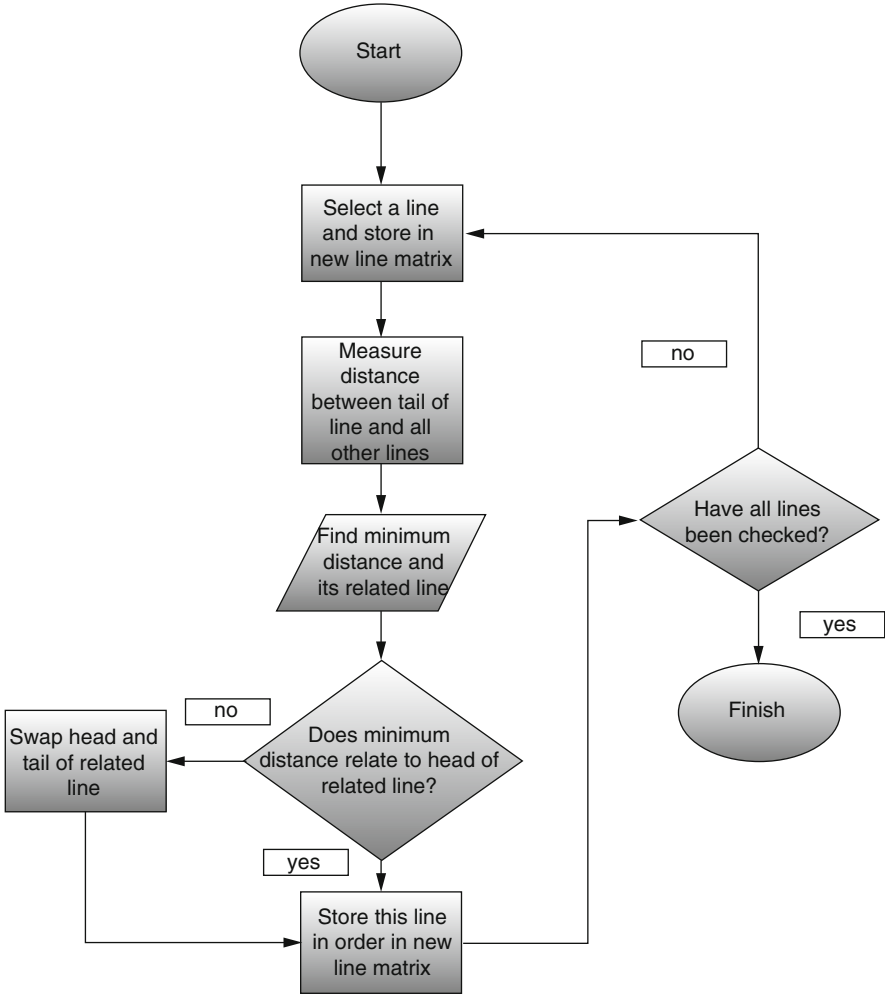 Start
Select a line
and store in
new line matrix
Measure
distance
between tail of
line and all
other lines
Find minimum
distance and
its related line
Does minimum
distance relate to head of
related line?
no
Swap head and
tail of related
line
yes
Store this line
in order in new
line matrix
Have all lines
been checked?
no
yes
Finish